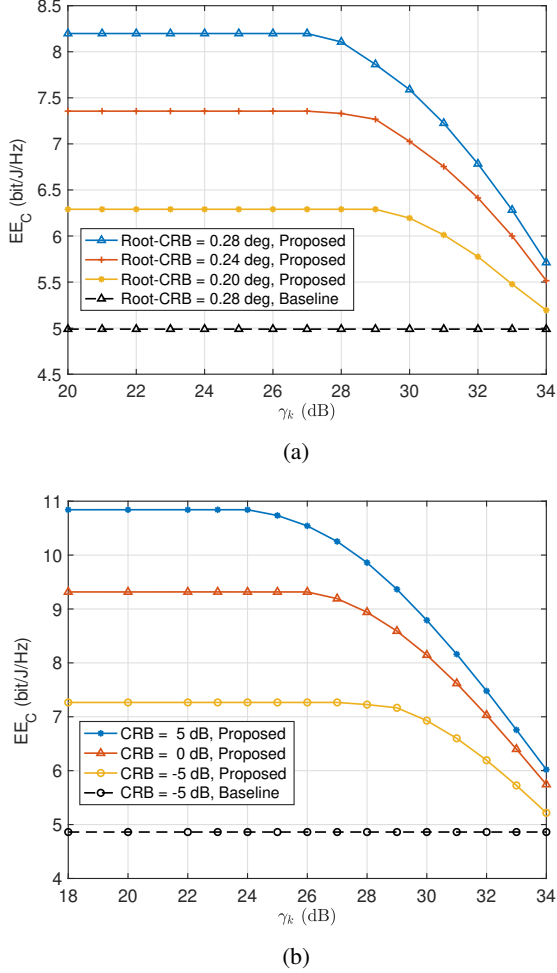 8.5
8
7.5
7
6.5
6
5.5
5
4.5
EE_C (bit/J/Hz)
Root-CRB = 0.28 deg, Proposed
Root-CRB = 0.24 deg, Proposed
Root-CRB = 0.20 deg, Proposed
Root-CRB = 0.28 deg, Baseline
20 22 24 26 28 30 32 34
γ_k (dB)
(a)
11
10
9
8
7
6
5
4
EE_C (bit/J/Hz)
CRB = 5 dB, Proposed
CRB = 0 dB, Proposed
CRB = -5 dB, Proposed
CRB = -5 dB, Baseline
18 20 22 24 26 28 30 32 34
γ_k (dB)
(b)